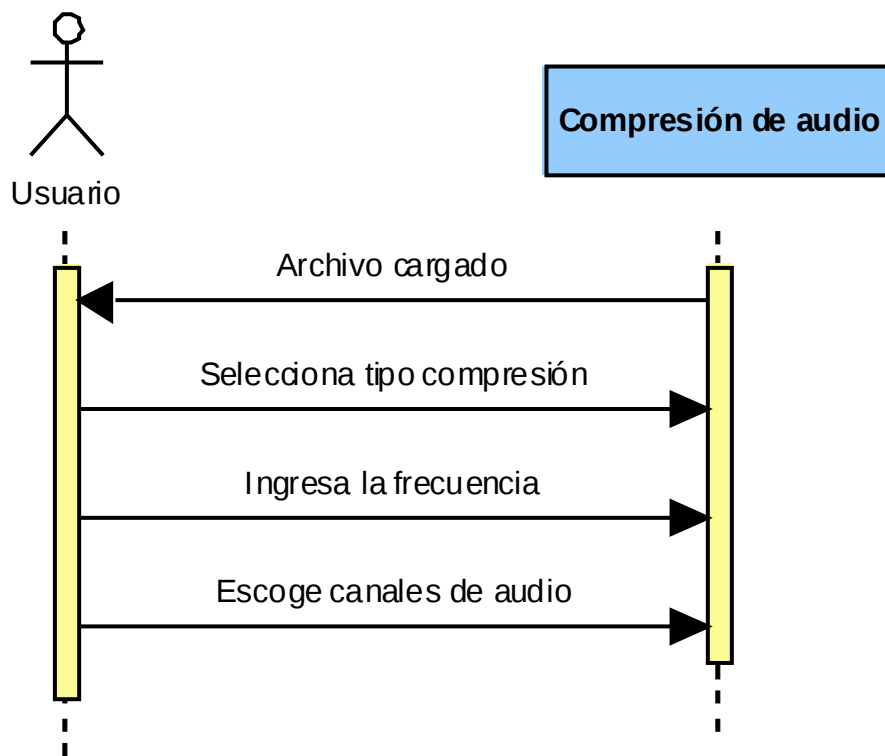 Usuario
Compresión de audio
Archivo cargado
Selecciona tipo compresión
Ingresa la frecuencia
Escoge canales de audio